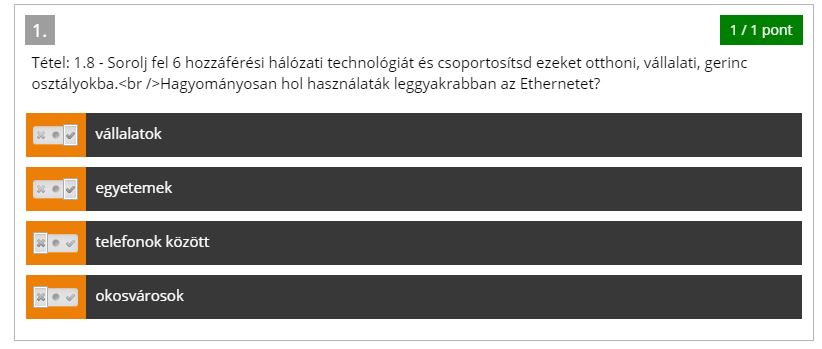 1.
1 / 1 pont
Tétel: 1.8 - Sorolj fel 6 hozzáférési hálózati technológiát és csoportosítsd ezeket otthoni, vállalati, gerinc
osztályokba.<br />Hagyományosan hol használaták leggyakrabban az Ethernetet?
vállalatok
egyetemek
telefonok között
okosvárosok